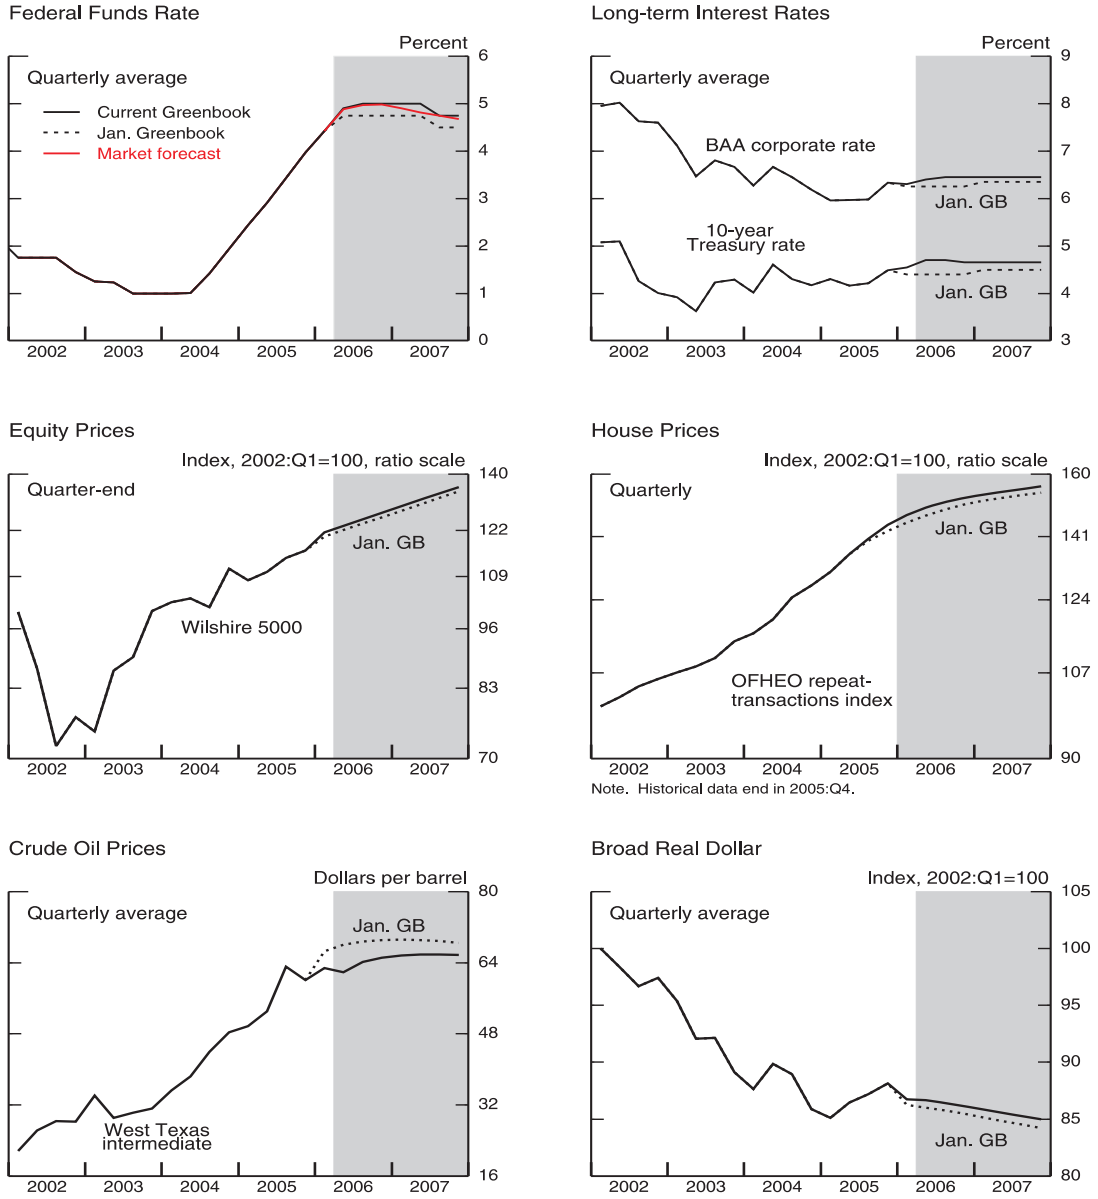 Federal Funds Rate
Percent
Quarterly average
Current Greenbook
Jan. Greenbook
Market forecast
6
5
4
3
2
1
0
2002 2003 2004 2005 2006 2007
Long-term Interest Rates
Percent
Quarterly average
BAA corporate rate
Jan. GB
10-year
Treasury rate
Jan. GB
9
8
7
6
5
4
3
2002 2003 2004 2005 2006 2007
Equity Prices
Index, 2002:Q1=100, ratio scale
Quarter-end
Jan. GB
Wilshire 5000
140
122
109
96
83
70
2002 2003 2004 2005 2006 2007
House Prices
Index, 2002:Q1=100, ratio scale
Quarterly
Jan. GB
OFHEO repeat-
transactions index
160
141
124
107
90
2002 2003 2004 2005 2006 2007
Note. Historical data end in 2005:Q4.
Crude Oil Prices
Dollars per barrel
Quarterly average
Jan. GB
West Texas
intermediate
80
64
48
32
16
2002 2003 2004 2005 2006 2007
Broad Real Dollar
Index, 2002:Q1=100
Quarterly average
Jan. GB
105
100
95
90
85
80
2002 2003 2004 2005 2006 2007